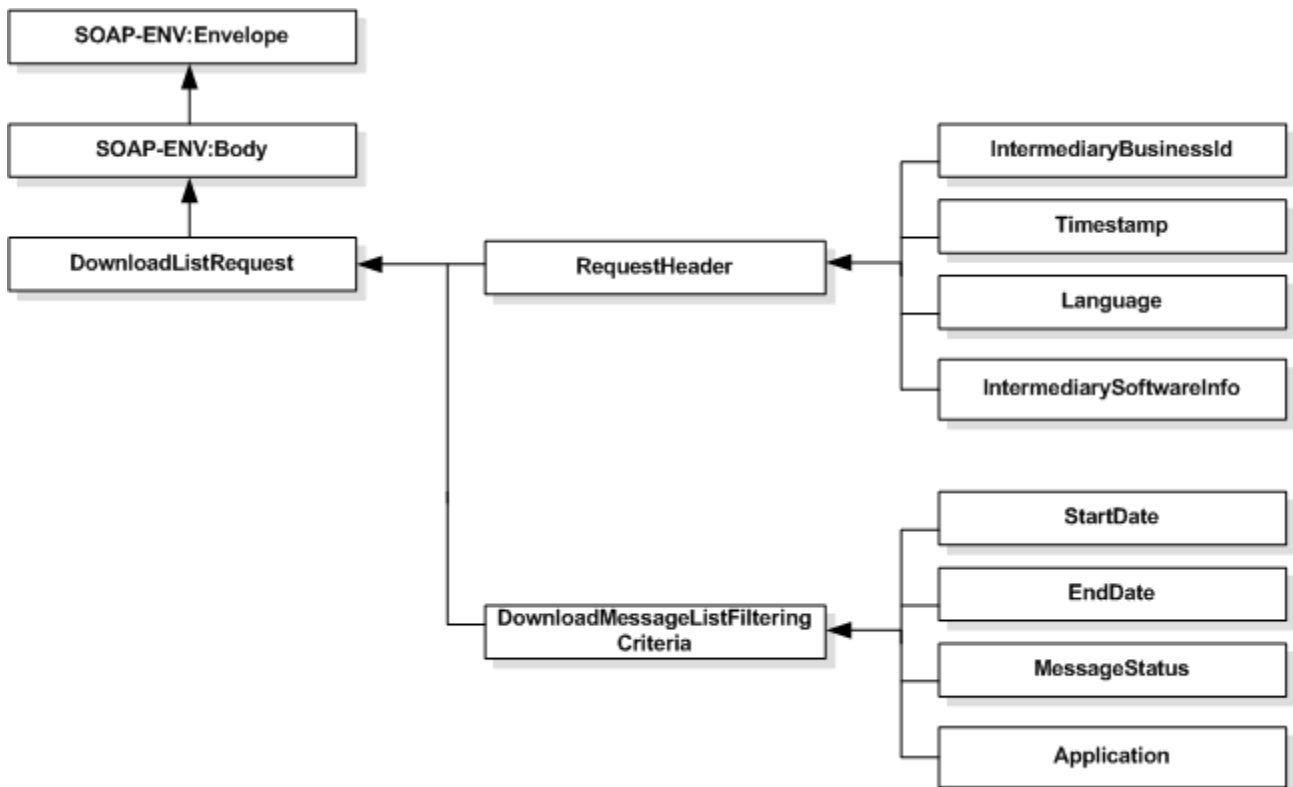 SOAP-ENV:Envelope
SOAP-ENV:Body
DownloadListRequest
RequestHeader
IntermediaryBusinessId
Timestamp
Language
IntermediarySoftwareInfo
DownloadMessageListFiltering
Criteria
StartDate
EndDate
MessageStatus
Application